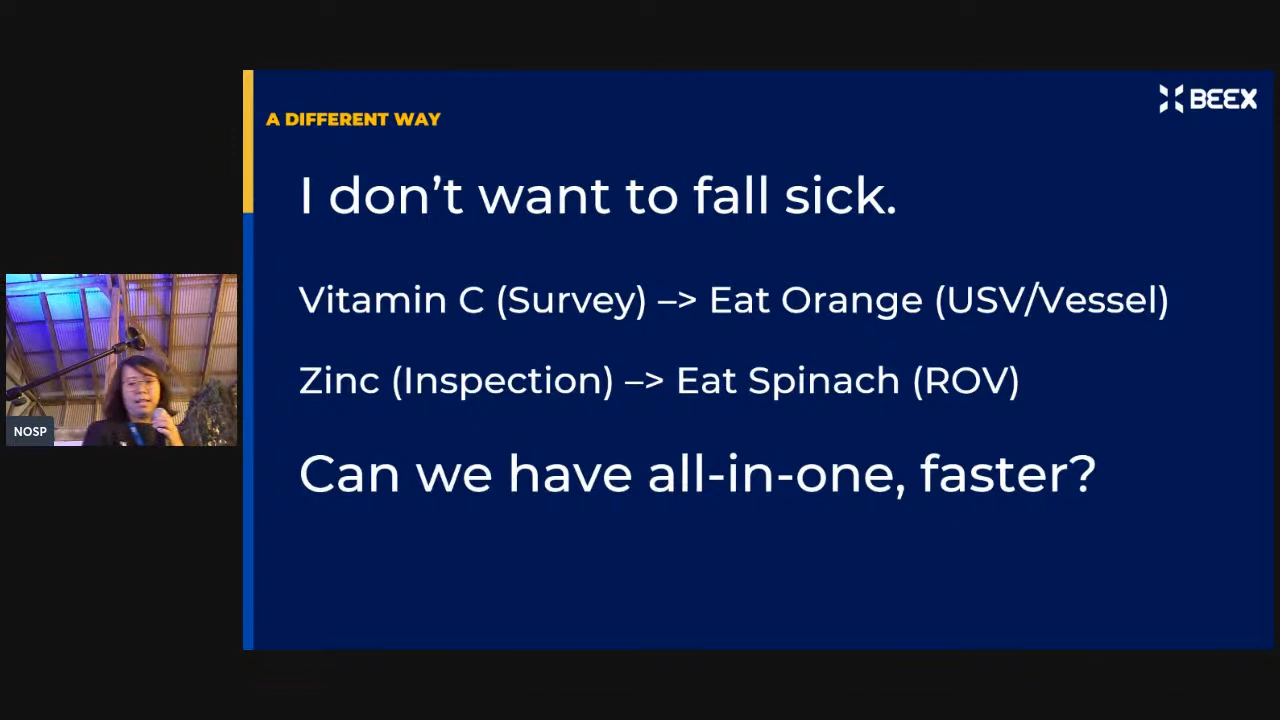 BEEX
A DIFFERENT WAY
I don’t want to fall sick.
Vitamin C (Survey) –> Eat Orange (USV/Vessel)
Zinc (Inspection) –> Eat Spinach (ROV)
Can we have all-in-one, faster?
NOSP